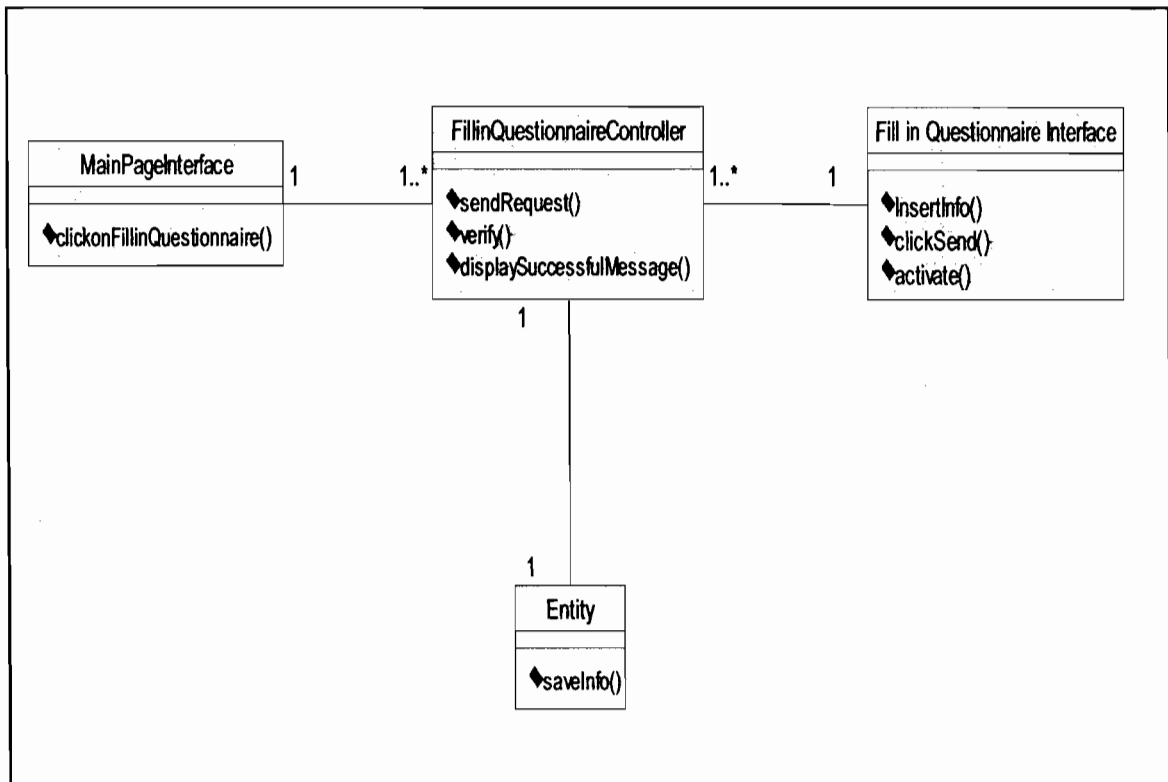 MainPageInterface
clickonFillinQuestionnaire()
1
1..*
FillinQuestionnaireController
sendRequest()
verify()
displaySuccessfulMessage()
1..*
1
Fill in Questionnaire Interface
InsertInfo()
clickSend()
activate()
1
1
Entity
saveInfo()